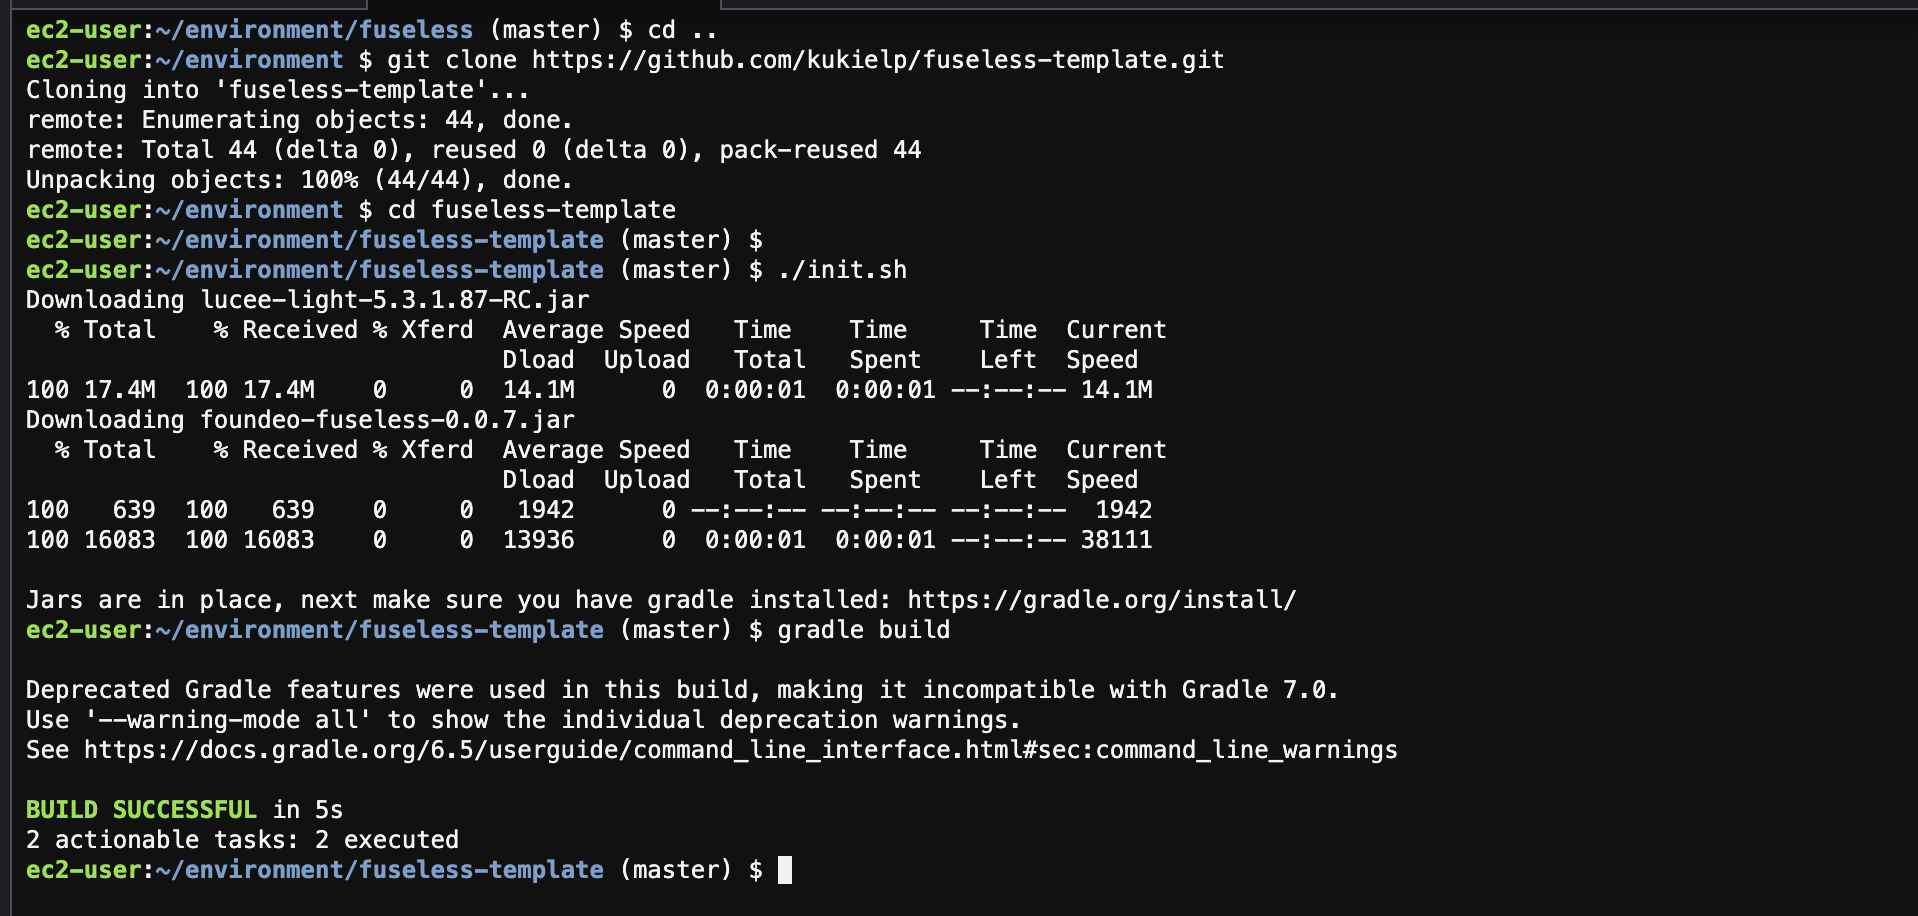 ec2-user:~/environment/fuseless (master) $ cd ..
ec2-user:~/environment $ git clone https://github.com/kukielp/fuseless-template.git
Cloning into 'fuseless-template'...
remote: Enumerating objects: 44, done.
remote: Total 44 (delta 0), reused 0 (delta 0), pack-reused 44
Unpacking objects: 100% (44/44), done.
ec2-user:~/environment $ cd fuseless-template
ec2-user:~/environment/fuseless-template (master) $
ec2-user:~/environment/fuseless-template (master) $ ./init.sh
Downloading lucee-light-5.3.1.87-RC.jar
  % Total    % Received % Xferd  Average Speed   Time    Time     Time  Current
                                 Dload  Upload   Total   Spent    Left  Speed
100 17.4M  100 17.4M    0     0  14.1M      0  0:00:01  0:00:01 --:--:-- 14.1M
Downloading foundeo-fuseless-0.0.7.jar
  % Total    % Received % Xferd  Average Speed   Time    Time     Time  Current
                                 Dload  Upload   Total   Spent    Left  Speed
100   639  100   639    0     0   1942      0 --:--:-- --:--:-- --:--:--  1942
100 16083  100 16083    0     0  13936      0  0:00:01  0:00:01 --:--:-- 38111
Jars are in place, next make sure you have gradle installed: https://gradle.org/install/
ec2-user:~/environment/fuseless-template (master) $ gradle build
Deprecated Gradle features were used in this build, making it incompatible with Gradle 7.0.
Use '--warning-mode all' to show the individual deprecation warnings.
See https://docs.gradle.org/6.5/userguide/command_line_interface.html#sec:command_line_warnings
BUILD SUCCESSFUL in 5s
2 actionable tasks: 2 executed
ec2-user:~/environment/fuseless-template (master) $